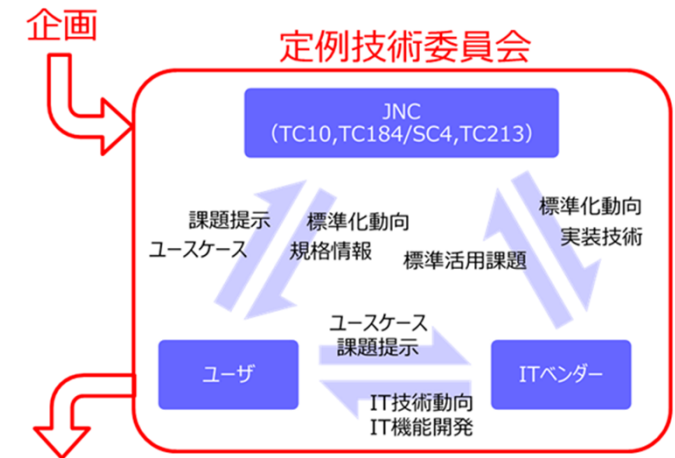 企画
定例技術委員会
JNC
（TC10,TC184/SC4,TC213）
課題提示
ユースケース
標準化動向
規格情報
標準活用課題
標準化動向
実装技術
ユースケース
課題提示
ユーザ
ITベンダー
IT技術動向
IT機能開発